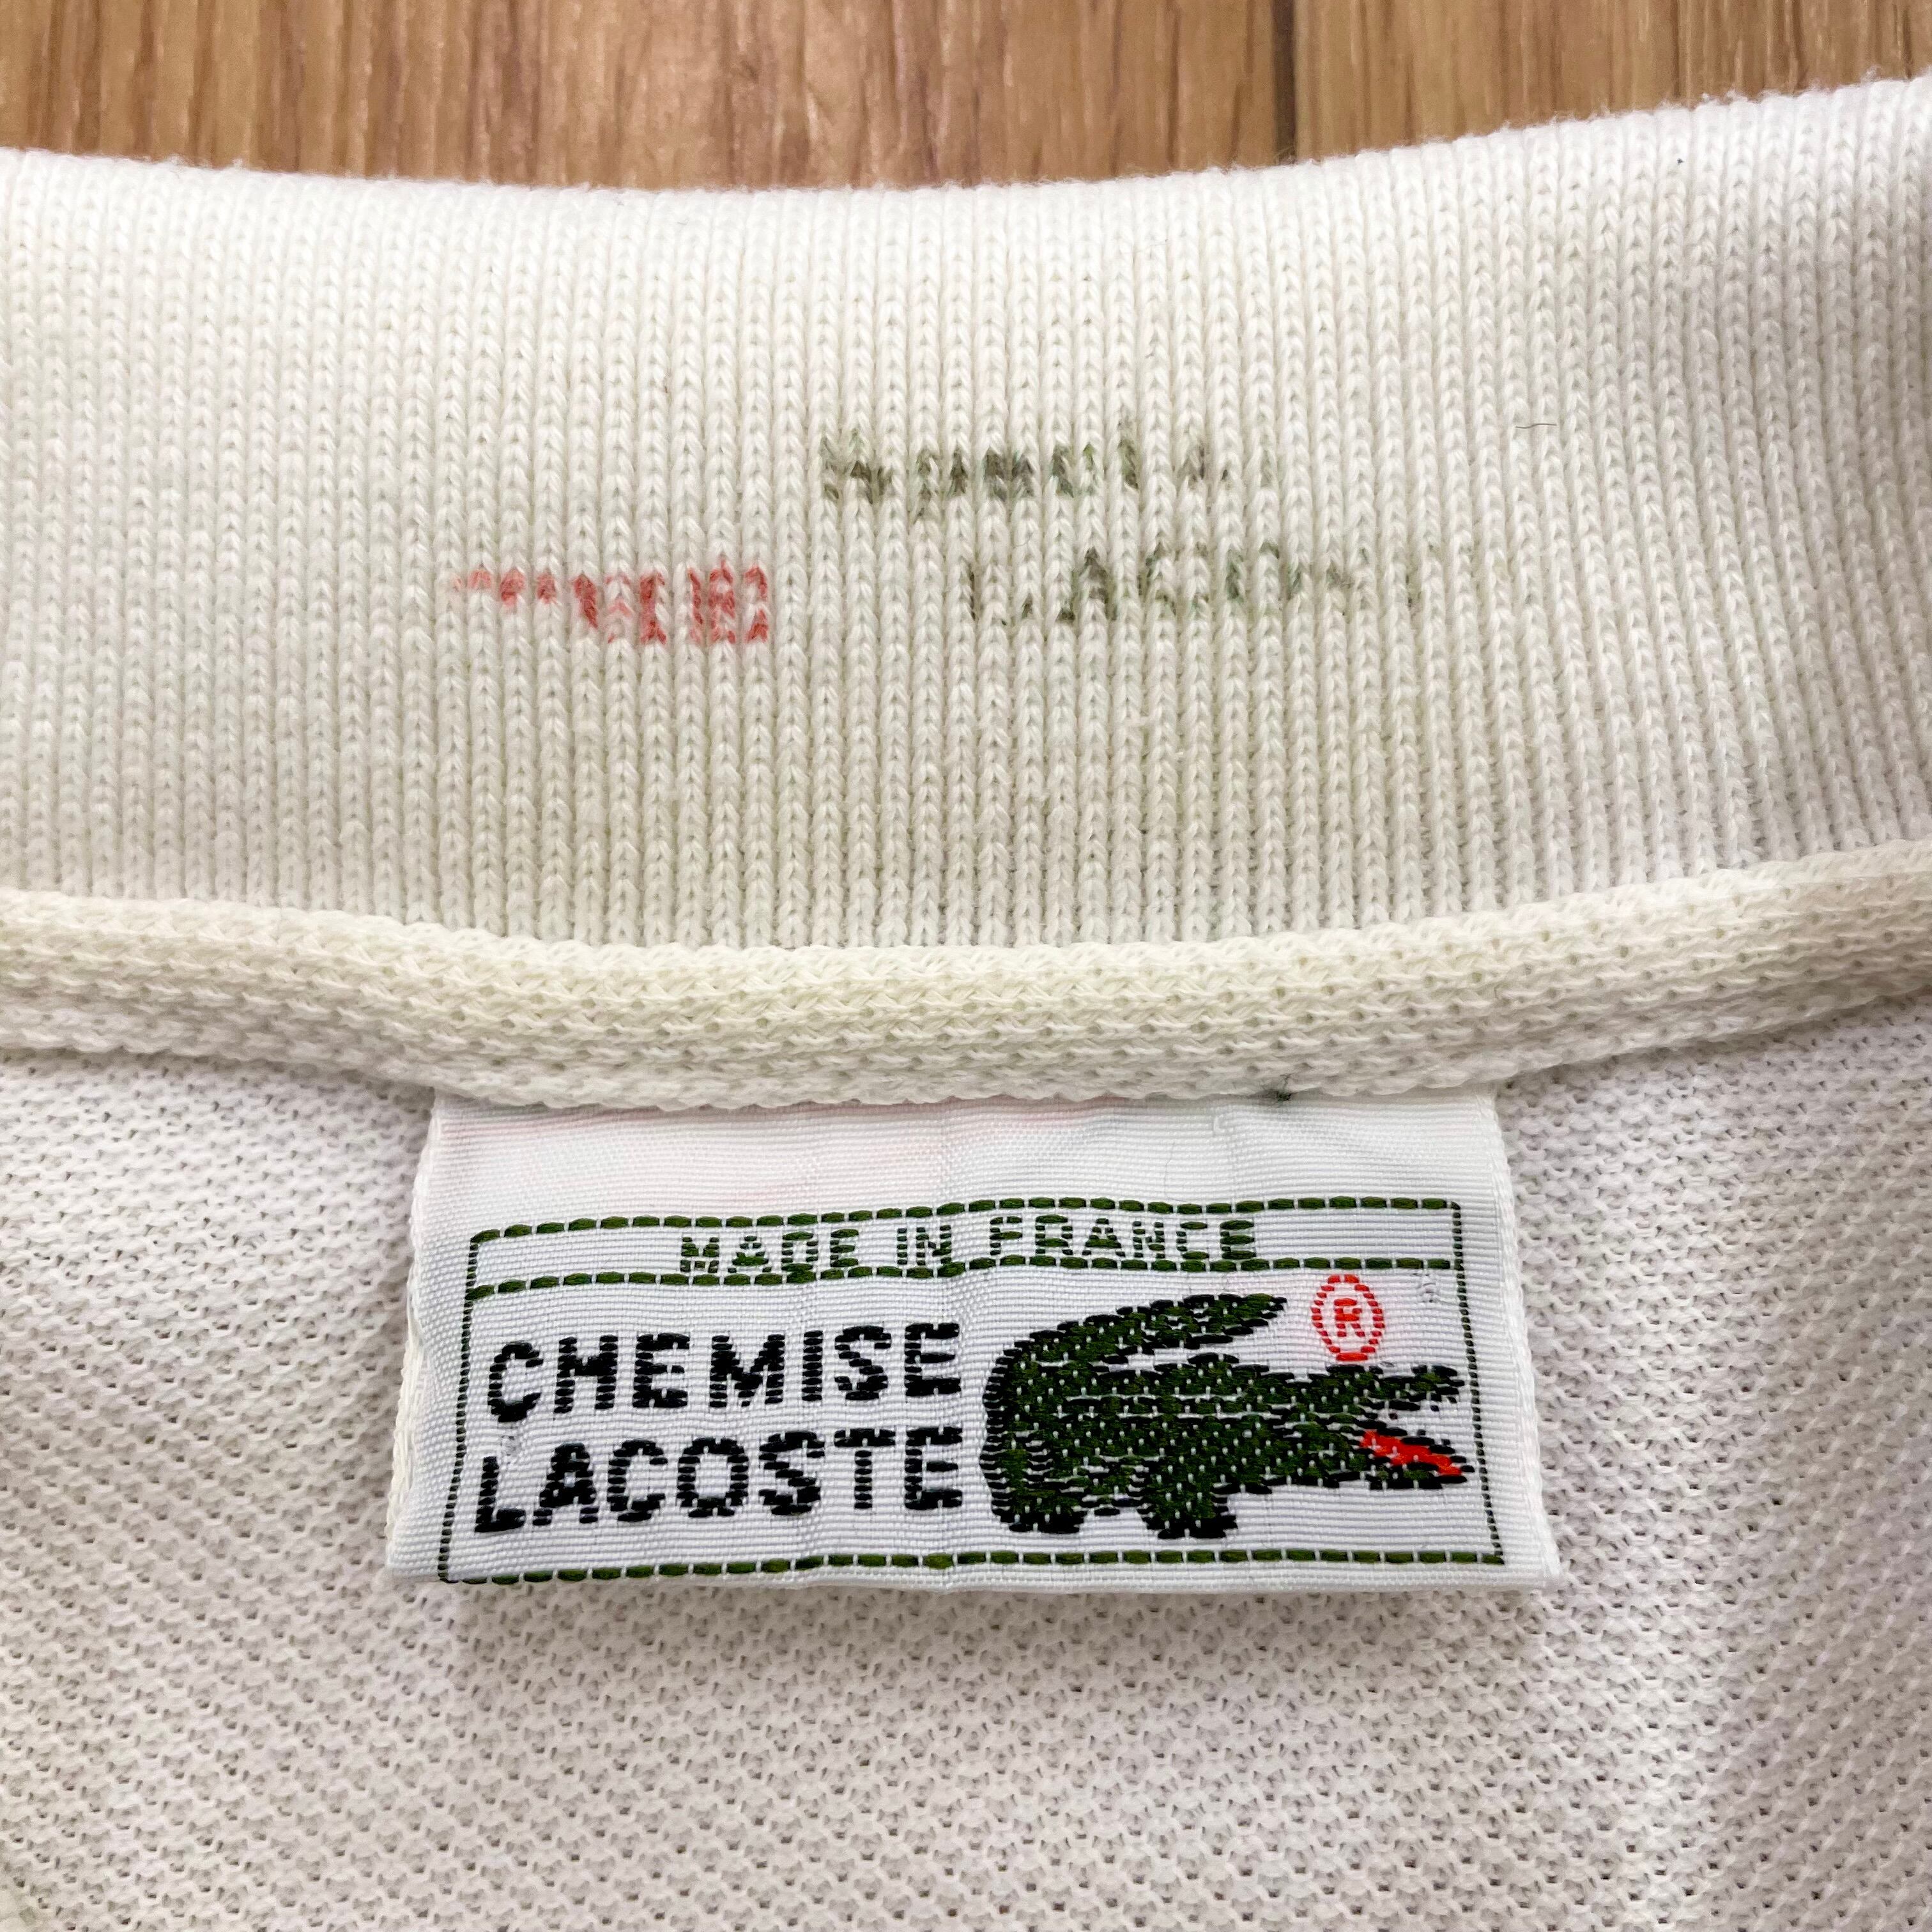 MADE IN FRANCE
®
CHEMISE
LACOSTE